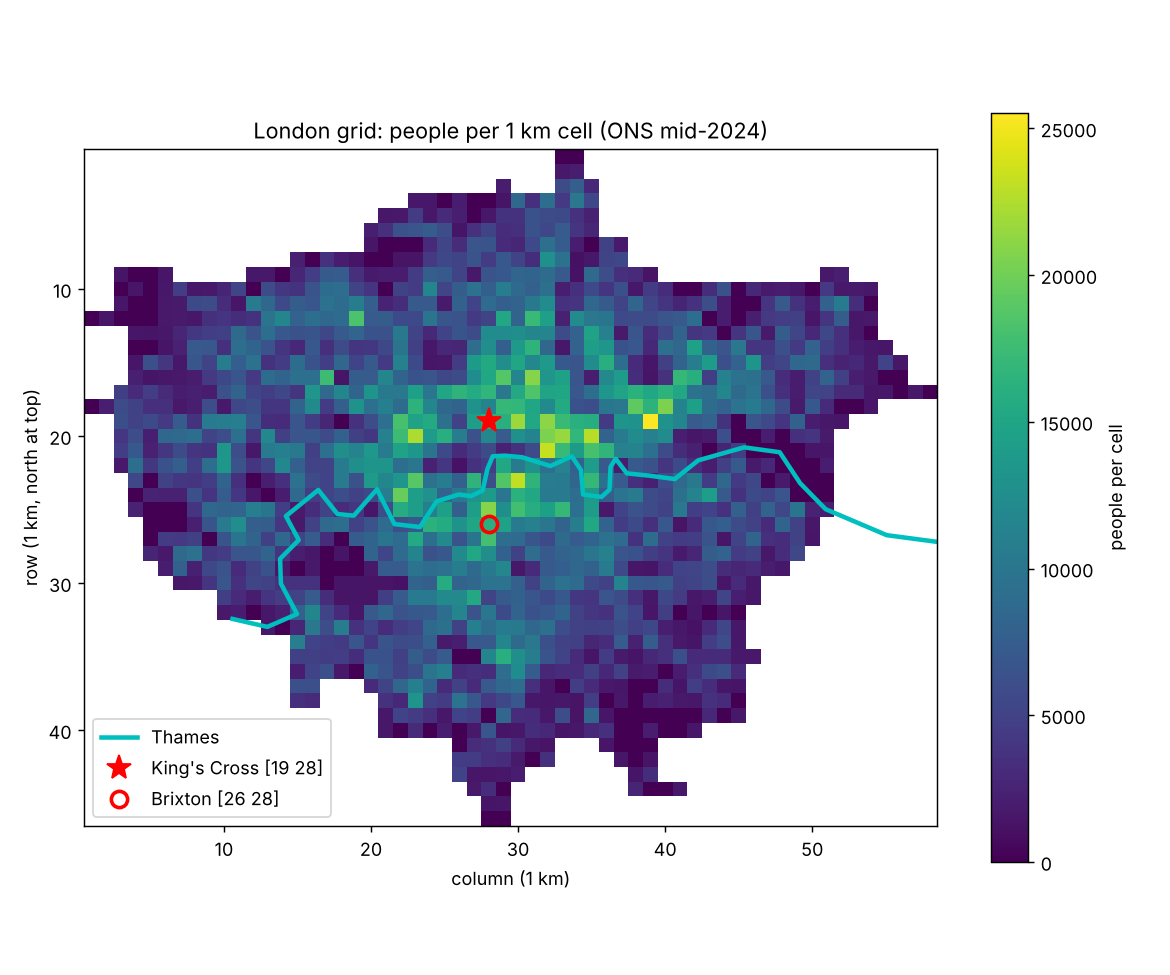 London grid: people per 1 km cell (ONS mid-2024)
row (1 km, north at top)
10
20
30
40
10
20
30
40
50
column (1 km)
Thames
King's Cross [19 28]
Brixton [26 28]
25000
20000
15000
10000
5000
0
people per cell